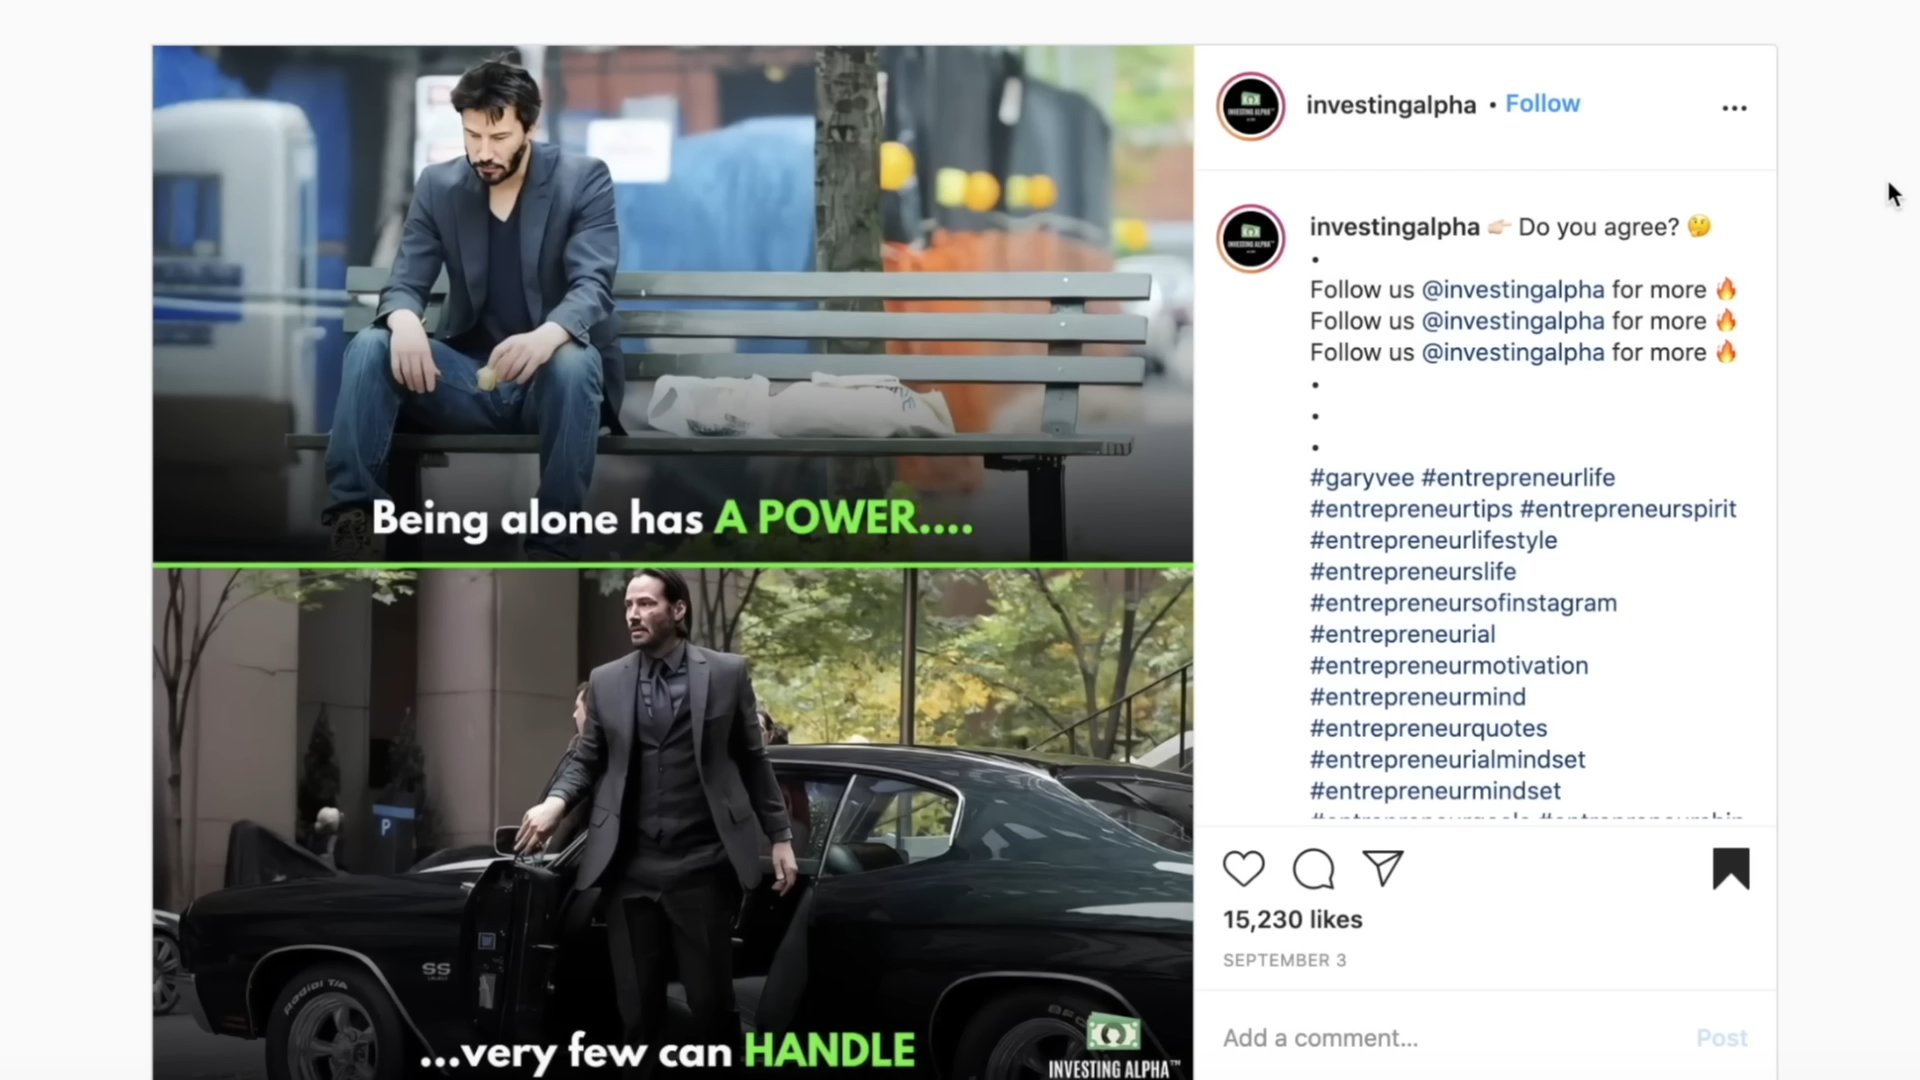 Being alone has A POWER....
SS
Radial T/A
P
...very few can HANDLE
INVESTING ALPHA™
investingalpha • Follow
investingalpha 👉🏻 Do you agree? 🤔
•
Follow us @investingalpha for more 🔥
Follow us @investingalpha for more 🔥
Follow us @investingalpha for more 🔥
•
•
•
#garyvee #entrepreneurlife
#entrepreneurtips #entrepreneurspirit
#entrepreneurlifestyle
#entrepreneurslife
#entrepreneursofinstagram
#entrepreneurial
#entrepreneurmotivation
#entrepreneurmind
#entrepreneurquotes
#entrepreneurialmindset
#entrepreneurmindset
15,230 likes
SEPTEMBER 3
Add a comment...
Post